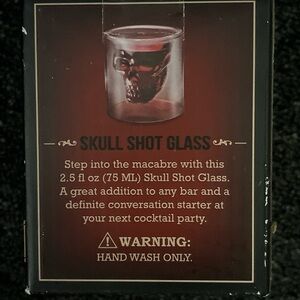 SKULL SHOT GLASS
Step into the macabre with this
2.5 fl oz (75 ML) Skull Shot Glass.
A great addition to any bar and a
definite conversation starter at
your next cocktail party.
WARNING:
HAND WASH ONLY.